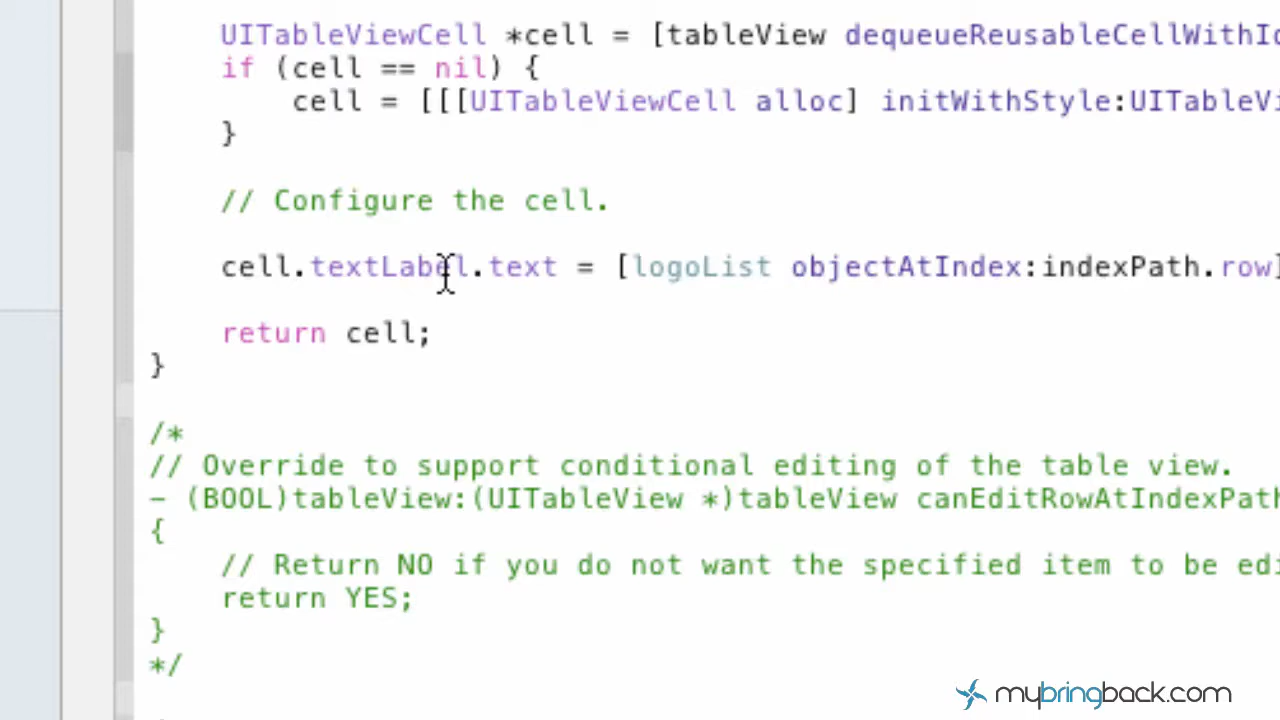 UITableViewCell *cell = [tableView dequeueReusableCellWithId
if (cell == nil) {
cell = [[[UITableViewCell alloc] initWithStyle:UITableVi
}
// Configure the cell.
cell.textLabel.text = [logoList objectAtIndex:indexPath.row]
return cell;
}
/*
// Override to support conditional editing of the table view.
- (BOOL)tableView:(UITableView *)tableView canEditRowAtIndexPath
{
// Return NO if you do not want the specified item to be edi
return YES;
}
*/
mybringback.com